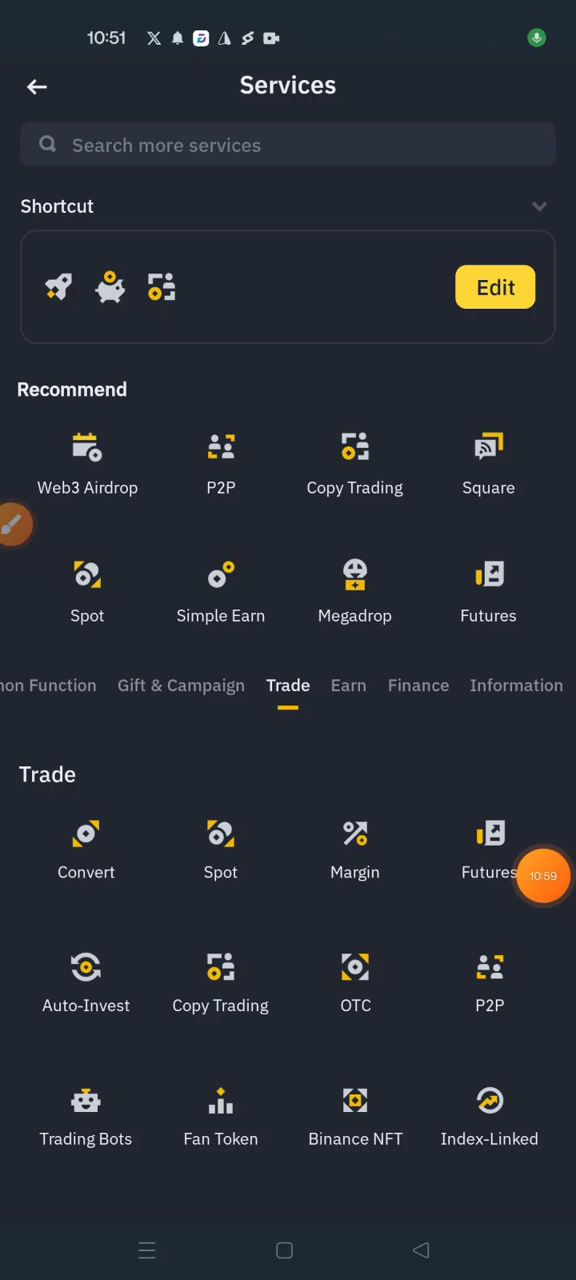 10:51
Services
Search more services
Shortcut
Edit
Recommend
Web3 Airdrop P2P Copy Trading Square
Spot Simple Earn Megadrop Futures
non Function Gift & Campaign Trade Earn Finance Information
Trade
Convert Spot Margin Futures
10:59
Auto-Invest Copy Trading OTC P2P
Trading Bots Fan Token Binance NFT Index-Linked